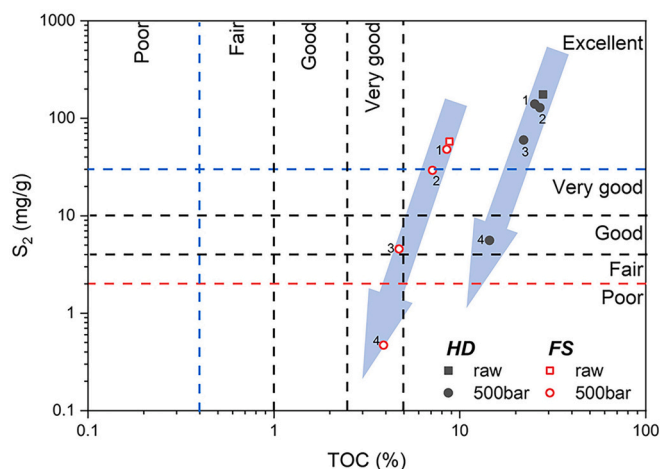 1000
100
10
1
0.1
S2 (mg/g)
Poor
Fair
Good
Very good
Excellent
Very good
Good
Fair
Poor
1
2
3
4
1
2
3
4
HD FS
raw raw
500bar 500bar
0.1 1 10 100
TOC (%)